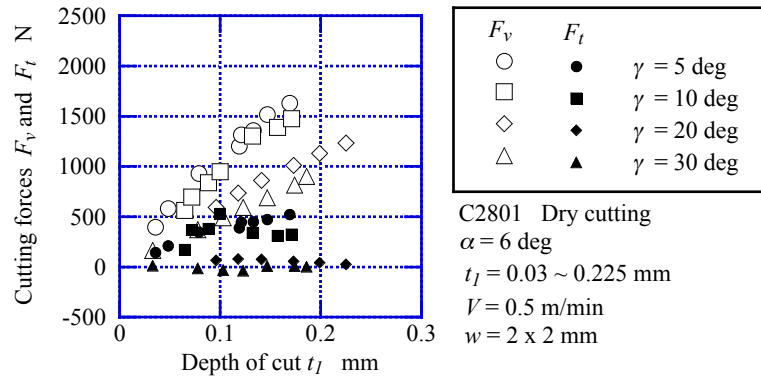 Cutting forces F_v and F_t N
2500
2000
1500
1000
500
0
-500
0
0.1
0.2
0.3
Depth of cut t_1 mm
F_v F_t
γ = 5 deg
γ = 10 deg
γ = 20 deg
γ = 30 deg
C2801 Dry cutting
α = 6 deg
t_1 = 0.03 ~ 0.225 mm
V = 0.5 m/min
w = 2 x 2 mm